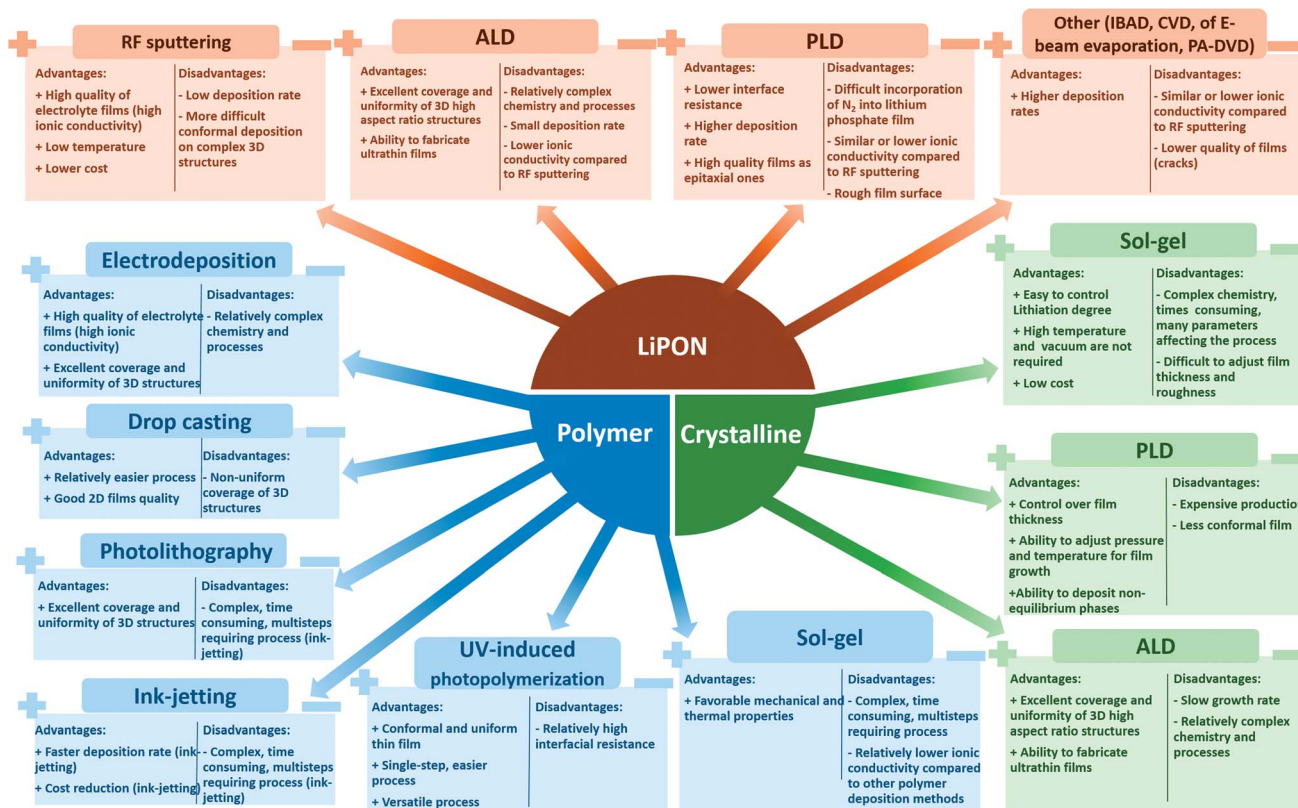 RF sputtering
Advantages:
+ High quality of
electrolyte films (high
ionic conductivity)
+ Low temperature
+ Lower cost
Disadvantages:
- Low deposition rate
- More difficult
conformal deposition
on complex 3D
structures
ALD
Advantages:
+ Excellent coverage and
uniformity of 3D high
aspect ratio structures
+ Ability to fabricate
ultrathin films
Disadvantages:
- Relatively complex
chemistry and processes
- Small deposition rate
- Lower ionic
conductivity compared
to RF sputtering
PLD
Advantages:
+ Lower interface
resistance
+ Higher deposition
rate
+ High quality films as
epitaxial ones
Disadvantages:
- Difficult incorporation
of N₂ into lithium
phosphate film
- Similar or lower ionic
conductivity compared
to RF sputtering
- Rough film surface
Other (IBAD, CVD, of E-
beam evaporation, PA-DVD)
Advantages:
+ Higher deposition
rates
Disadvantages:
- Similar or lower ionic
conductivity compared
to RF sputtering
- Lower quality of films
(cracks)
Electrodeposition
Advantages:
+ High quality of electrolyte
films (high ionic
conductivity)
+ Excellent coverage and
uniformity of 3D structures
Disadvantages:
- Relatively complex
chemistry and
processes
LiPON
Polymer
Crystalline
Sol-gel
Advantages:
+ Easy to control
Lithiation degree
+ High temperature
and vacuum are not
required
+ Low cost
Disadvantages:
- Complex chemistry,
times consuming,
many parameters
affecting the process
- Difficult to adjust film
thickness and
roughness
Drop casting
Advantages:
+ Relatively easier process
+ Good 2D films quality
Disadvantages:
- Non-uniform
coverage of 3D
structures
PLD
Advantages:
+ Control over film
thickness
+ Ability to adjust pressure
and temperature for film
growth
+Ability to deposit non-
equilibrium phases
Disadvantages:
- Expensive productio
- Less conformal film
Photolithography
Advantages:
+ Excellent coverage and
uniformity of 3D structures
Disadvantages:
- Complex, time
consuming, multisteps
requiring process (ink-
jetting)
Ink-jetting
Advantages:
+ Faster deposition rate (ink-
jetting)
+ Cost reduction (ink-jetting)
Disadvantages:
- Complex, time
consuming, multisteps
requiring process (ink-
jetting)
UV-induced
photopolymerization
Advantages:
+ Conformal and uniform
thin film
+ Single-step, easier
process
+ Versatile process
Disadvantages:
- Relatively high
interfacial resistance
Sol-gel
Advantages:
+ Favorable mechanical and
thermal properties
Disadvantages:
- Complex, time
consuming, multisteps
requiring process
- Relatively lower ionic
conductivity compared
to other polymer
deposition methods
ALD
Advantages:
+ Excellent coverage and
uniformity of 3D high
aspect ratio structures
+ Ability to fabricate
ultrathin films
Disadvantages:
- Slow growth rate
- Relatively complex
chemistry and
processes